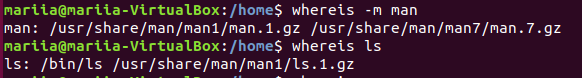 mariia@mariia-VirtualBox:/home$ whereis -m man
man: /usr/share/man/man1/man.1.gz /usr/share/man/man7/man.7.gz
mariia@mariia-VirtualBox:/home$ whereis ls
ls: /bin/ls /usr/share/man/man1/ls.1.gz